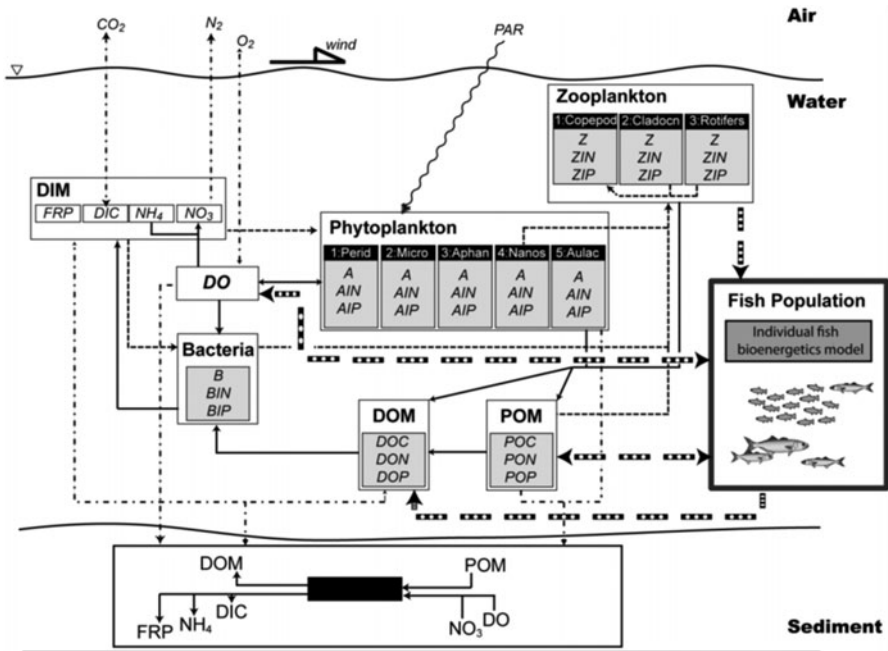 CO2
N2
O2
wind
PAR
Air
Water
Zooplankton
1:Copepod 2:Cladocn 3:Rotifers
Z Z Z
ZIN ZIN ZIN
ZIP ZIP ZIP
DIM
FRP DIC NH4 NO3
Phytoplankton
1:Perid 2:Micro 3:Aphan 4:Nanos 5:Aulac
A A A A A
AIN AIN AIN AIN AIN
AIP AIP AIP AIP AIP
DO
Bacteria
B
BIN
BIP
Fish Population
Individual fish
bioenergetics model
DOM
DOC
DON
DOP
POM
POC
PON
POP
DOM
POM
FRP
NH4
DIC
NO3
DO
Sediment